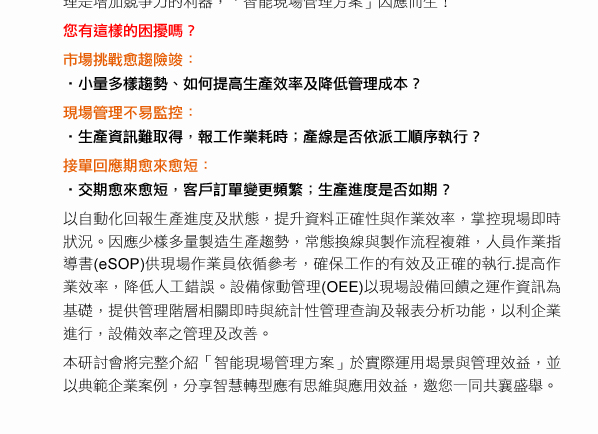 理是增加競爭力的利器，「智能現場管理方案」因應而生！
您有這樣的困擾嗎？
市場挑戰愈趨險竣：
‧小量多樣趨勢、如何提高生產效率及降低管理成本？
現場管理不易監控：
‧生產資訊難取得，報工作業耗時；產線是否依派工順序執行？
接單回應期愈來愈短：
‧交期愈來愈短，客戶訂單變更頻繁；生產進度是否如期？
以自動化回報生產進度及狀態，提升資料正確性與作業效率，掌控現場即時
狀況。因應少樣多量製造生產趨勢，常態換線與製作流程複雜，人員作業指
導書(eSOP)供現場作業員依循參考，確保工作的有效及正確的執行.提高作
業效率，降低人工錯誤。設備傢動管理(OEE)以現場設備回饋之運作資訊為
基礎，提供管理階層相關即時與統計性管理查詢及報表分析功能，以利企業
進行，設備效率之管理及改善。
本研討會將完整介紹「智能現場管理方案」於實際運用場景與管理效益，並
以典範企業案例，分享智慧轉型應有思維與應用效益，邀您一同共襄盛舉。